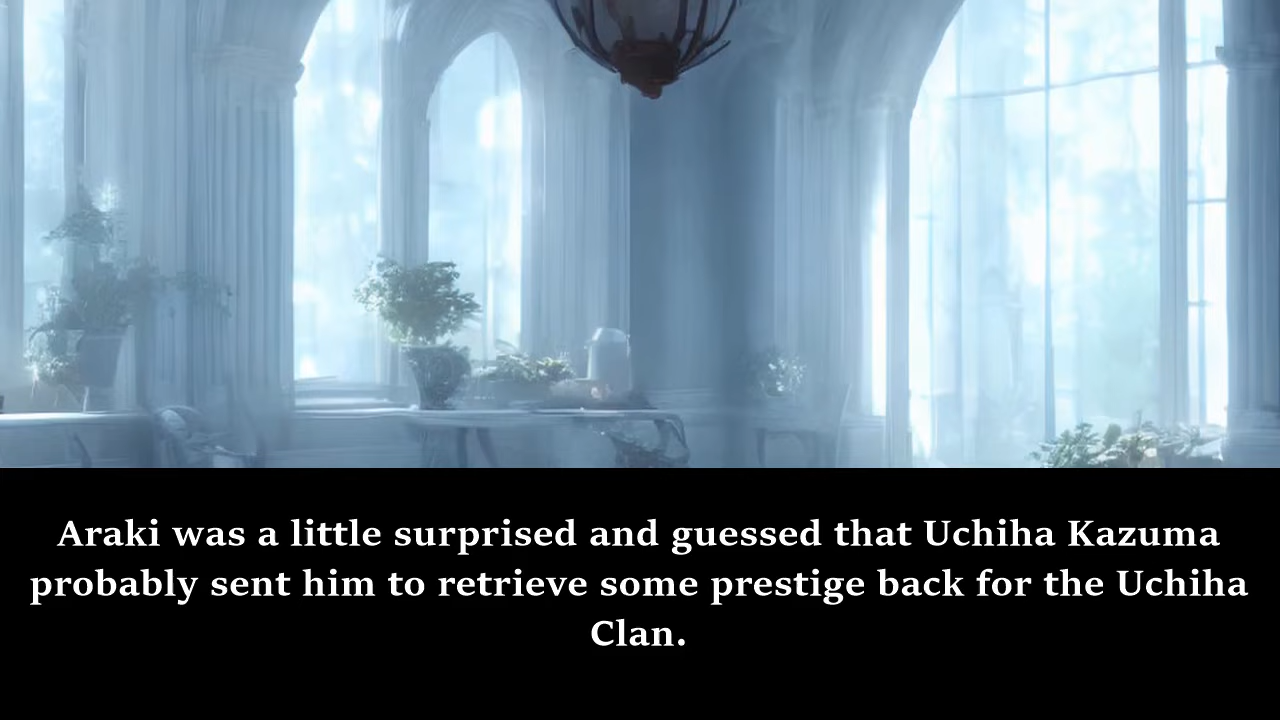 Araki was a little surprised and guessed that Uchiha Kazuma
probably sent him to retrieve some prestige back for the Uchiha
Clan.